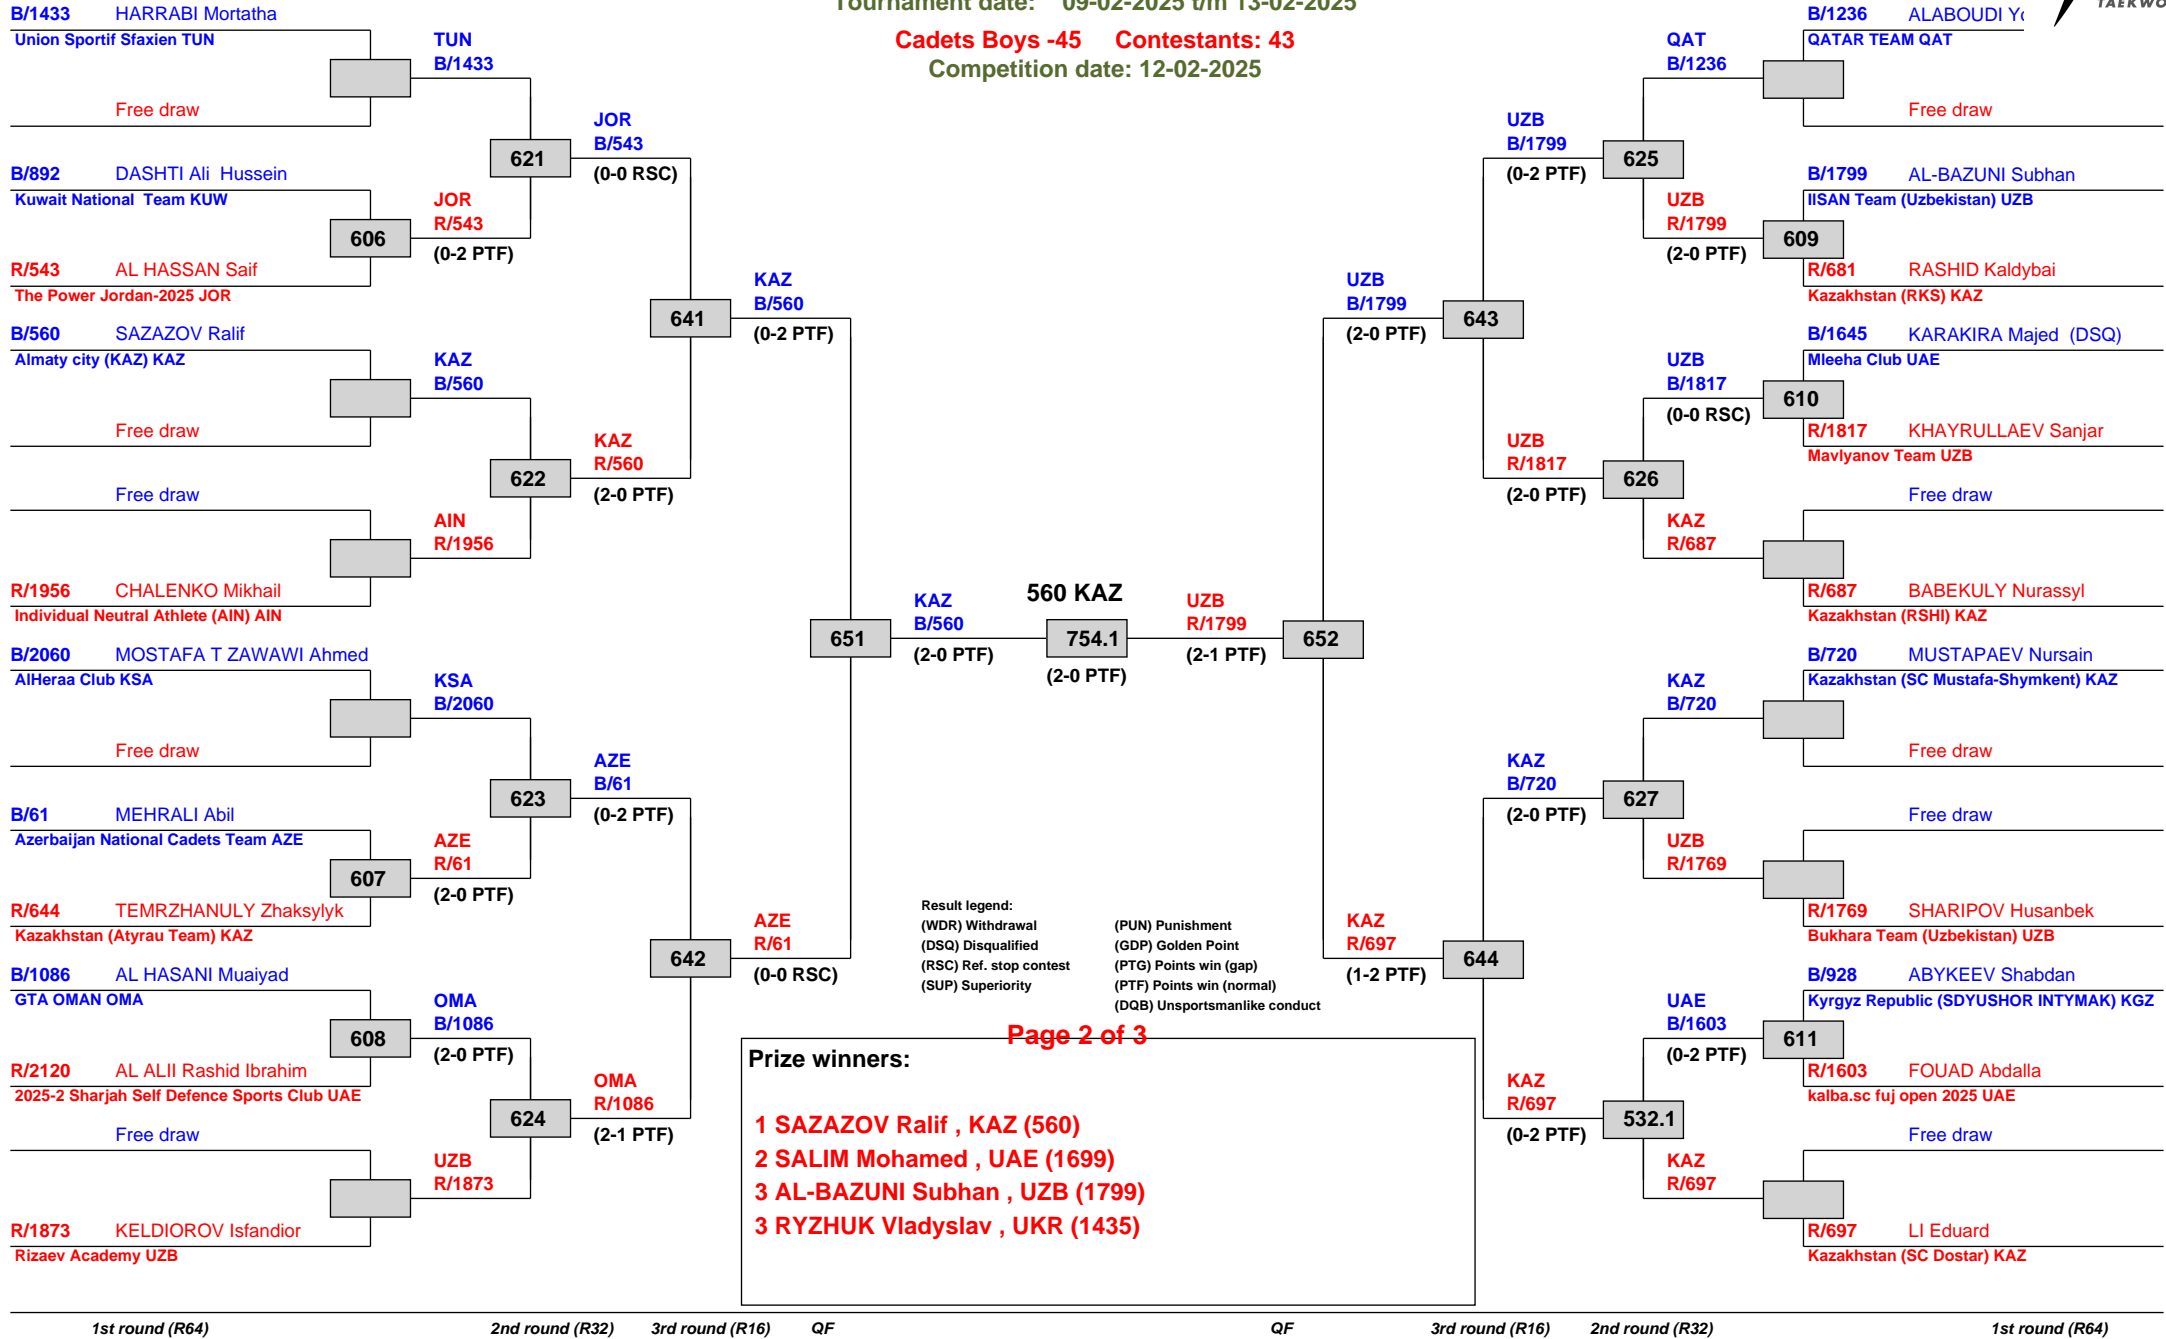 Tournament date: 09-02-2025 t/m 13-02-2025
Cadets Boys -45 Contestants: 43
Competition date: 12-02-2025
B/1433 HARRABI Mortatha
Union Sportif Sfaxien TUN
Free draw
B/892 DASHTI Ali Hussein
Kuwait National Team KUW
606
R/543 AL HASSAN Saif
The Power Jordan-2025 JOR
B/560 SAZAZOV Ralif
Almaty city (KAZ) KAZ
Free draw
Free draw
R/1956 CHALENKO Mikhail
Individual Neutral Athlete (AIN) AIN
B/2060 MOSTAFA T ZAWAWI Ahmed
AlHeraa Club KSA
Free draw
B/61 MEHRALI Abil
Azerbaijan National Cadets Team AZE
607
R/644 TEMRZHANULY Zhaksylyk
Kazakhstan (Atyrau Team) KAZ
B/1086 AL HASANI Muaiyad
GTA OMAN OMA
608
R/2120 AL ALII Rashid Ibrahim
2025-2 Sharjah Self Defence Sports Club UAE
Free draw
R/1873 KELDIOROV Isfandior
Rizaev Academy UZB
TUN
B/1433
621
JOR
R/543
(0-2 PTF)
KAZ
B/560
622
AIN
R/1956
KSA
B/2060
623
AZE
R/61
(2-0 PTF)
OMA
B/1086
(2-0 PTF)
624
UZB
R/1873
JOR
B/543
(0-0 RSC)
641
KAZ
R/560
(2-0 PTF)
AZE
B/61
(0-2 PTF)
642
OMA
R/1086
(2-1 PTF)
KAZ
B/560
(0-2 PTF)
651
AZE
R/61
(0-0 RSC)
KAZ
B/560
(2-0 PTF)
560 KAZ
754.1
(2-0 PTF)
UZB
R/1799
(2-1 PTF)
652
UZB
B/1799
(2-0 PTF)
643
KAZ
R/697
(1-2 PTF)
644
UZB
B/1799
(0-2 PTF)
625
UZB
R/1817
(2-0 PTF)
626
KAZ
B/720
(2-0 PTF)
627
KAZ
R/697
(0-2 PTF)
532.1
QAT
B/1236
UZB
R/1799
(2-0 PTF)
609
UZB
B/1817
(0-0 RSC)
610
KAZ
R/687
KAZ
B/720
UZB
R/1769
UAE
B/1603
(0-2 PTF)
611
KAZ
R/697
B/1236 ALABOUDI
QATAR TEAM QAT
Free draw
B/1799 AL-BAZUNI Subhan
IISAN Team (Uzbekistan) UZB
R/681 RASHID Kaldybai
Kazakhstan (RKS) KAZ
B/1645 KARAKIRA Majed (DSQ)
Mleeha Club UAE
R/1817 KHAYRULLAEV Sanjar
Mavlyanov Team UZB
Free draw
R/687 BABEKULY Nurassyl
Kazakhstan (RSHI) KAZ
B/720 MUSTAPAEV Nursain
Kazakhstan (SC Mustafa-Shymkent) KAZ
Free draw
Free draw
R/1769 SHARIPOV Husanbek
Bukhara Team (Uzbekistan) UZB
B/928 ABYKEEV Shabdan
Kyrgyz Republic (SDYUSHOR INTYMAK) KGZ
R/1603 FOUAD Abdalla
kalba.sc fuj open 2025 UAE
Free draw
R/697 LI Eduard
Kazakhstan (SC Dostar) KAZ
Result legend:
(WDR) Withdrawal (PUN) Punishment
(DSQ) Disqualified (GDP) Golden Point
(RSC) Ref. stop contest (PTG) Points win (gap)
(SUP) Superiority (PTF) Points win (normal)
(DQB) Unsportsmanlike conduct
Page 2 of 3
Prize winners:
1 SAZAZOV Ralif , KAZ (560)
2 SALIM Mohamed , UAE (1699)
3 AL-BAZUNI Subhan , UZB (1799)
3 RYZHUK Vladyslav , UKR (1435)
1st round (R64) 2nd round (R32) 3rd round (R16) QF QF 3rd round (R16) 2nd round (R32) 1st round (R64)